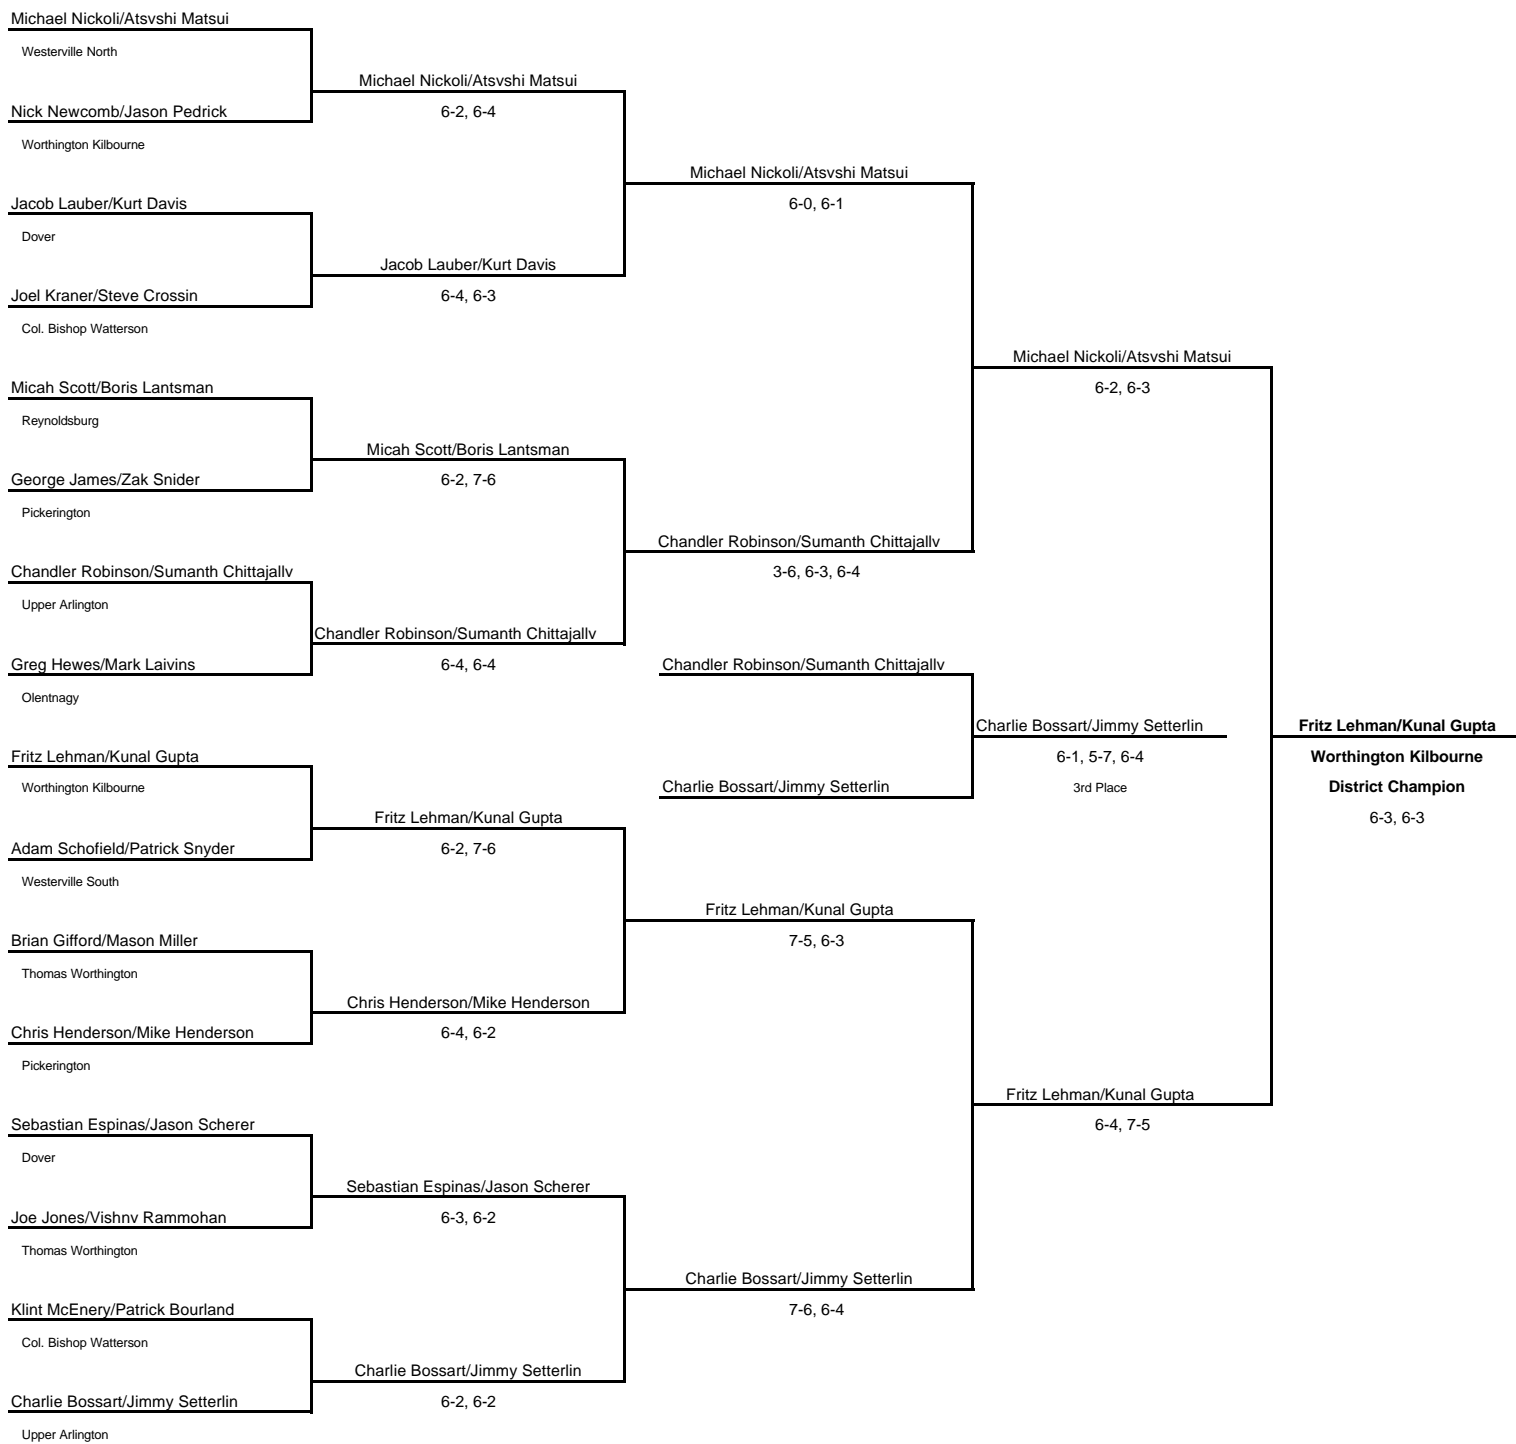 Michael Nickoli/Atsvshi Matsui
Westerville North
Michael Nickoli/Atsvshi Matsui
Nick Newcomb/Jason Pedrick
6-2, 6-4
Worthington Kilbourne
Michael Nickoli/Atsvshi Matsui
Jacob Lauber/Kurt Davis
6-0, 6-1
Dover
Jacob Lauber/Kurt Davis
Joel Kraner/Steve Crossin
6-4, 6-3
Col. Bishop Watterson
Michael Nickoli/Atsvshi Matsui
Micah Scott/Boris Lantsman
6-2, 6-3
Reynoldsburg
Micah Scott/Boris Lantsman
George James/Zak Snider
6-2, 7-6
Pickerington
Chandler Robinson/Sumanth Chittajallv
Chandler Robinson/Sumanth Chittajallv
3-6, 6-3, 6-4
Upper Arlington
Chandler Robinson/Sumanth Chittajallv
Greg Hewes/Mark Laivins
6-4, 6-4
Chandler Robinson/Sumanth Chittajallv
Olentnagy
Charlie Bossart/Jimmy Setterlin
Fritz Lehman/Kunal Gupta
Fritz Lehman/Kunal Gupta
6-1, 5-7, 6-4
Worthington Kilbourne
Worthington Kilbourne
Charlie Bossart/Jimmy Setterlin
3rd Place
District Champion
Fritz Lehman/Kunal Gupta
6-3, 6-3
Adam Schofield/Patrick Snyder
6-2, 7-6
Westerville South
Fritz Lehman/Kunal Gupta
Brian Gifford/Mason Miller
7-5, 6-3
Thomas Worthington
Chris Henderson/Mike Henderson
Chris Henderson/Mike Henderson
6-4, 6-2
Pickerington
Fritz Lehman/Kunal Gupta
Sebastian Espinas/Jason Scherer
6-4, 7-5
Dover
Sebastian Espinas/Jason Scherer
Joe Jones/Vishnv Rammohan
6-3, 6-2
Thomas Worthington
Charlie Bossart/Jimmy Setterlin
Klint McEnery/Patrick Bourland
7-6, 6-4
Col. Bishop Watterson
Charlie Bossart/Jimmy Setterlin
Charlie Bossart/Jimmy Setterlin
6-2, 6-2
Upper Arlington